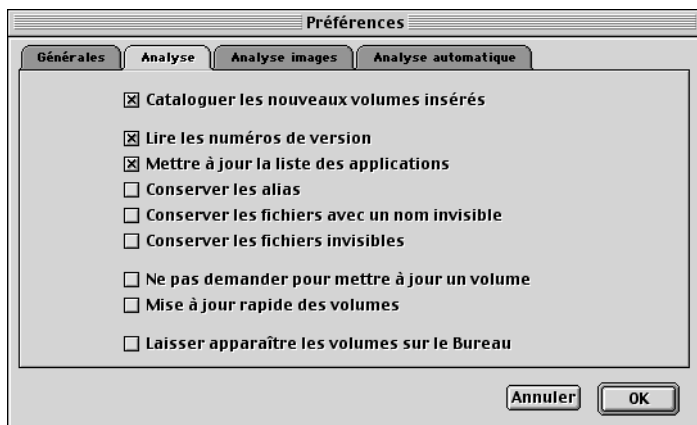 Préférences
Générales Analyse Analyse images Analyse automatique
Cataloguer les nouveaux volumes insérés
Lire les numéros de version
Mettre à jour la liste des applications
Conserver les alias
Conserver les fichiers avec un nom invisible
Conserver les fichiers invisibles
Ne pas demander pour mettre à jour un volume
Mise à jour rapide des volumes
Laisser apparaître les volumes sur le Bureau
Annuler OK